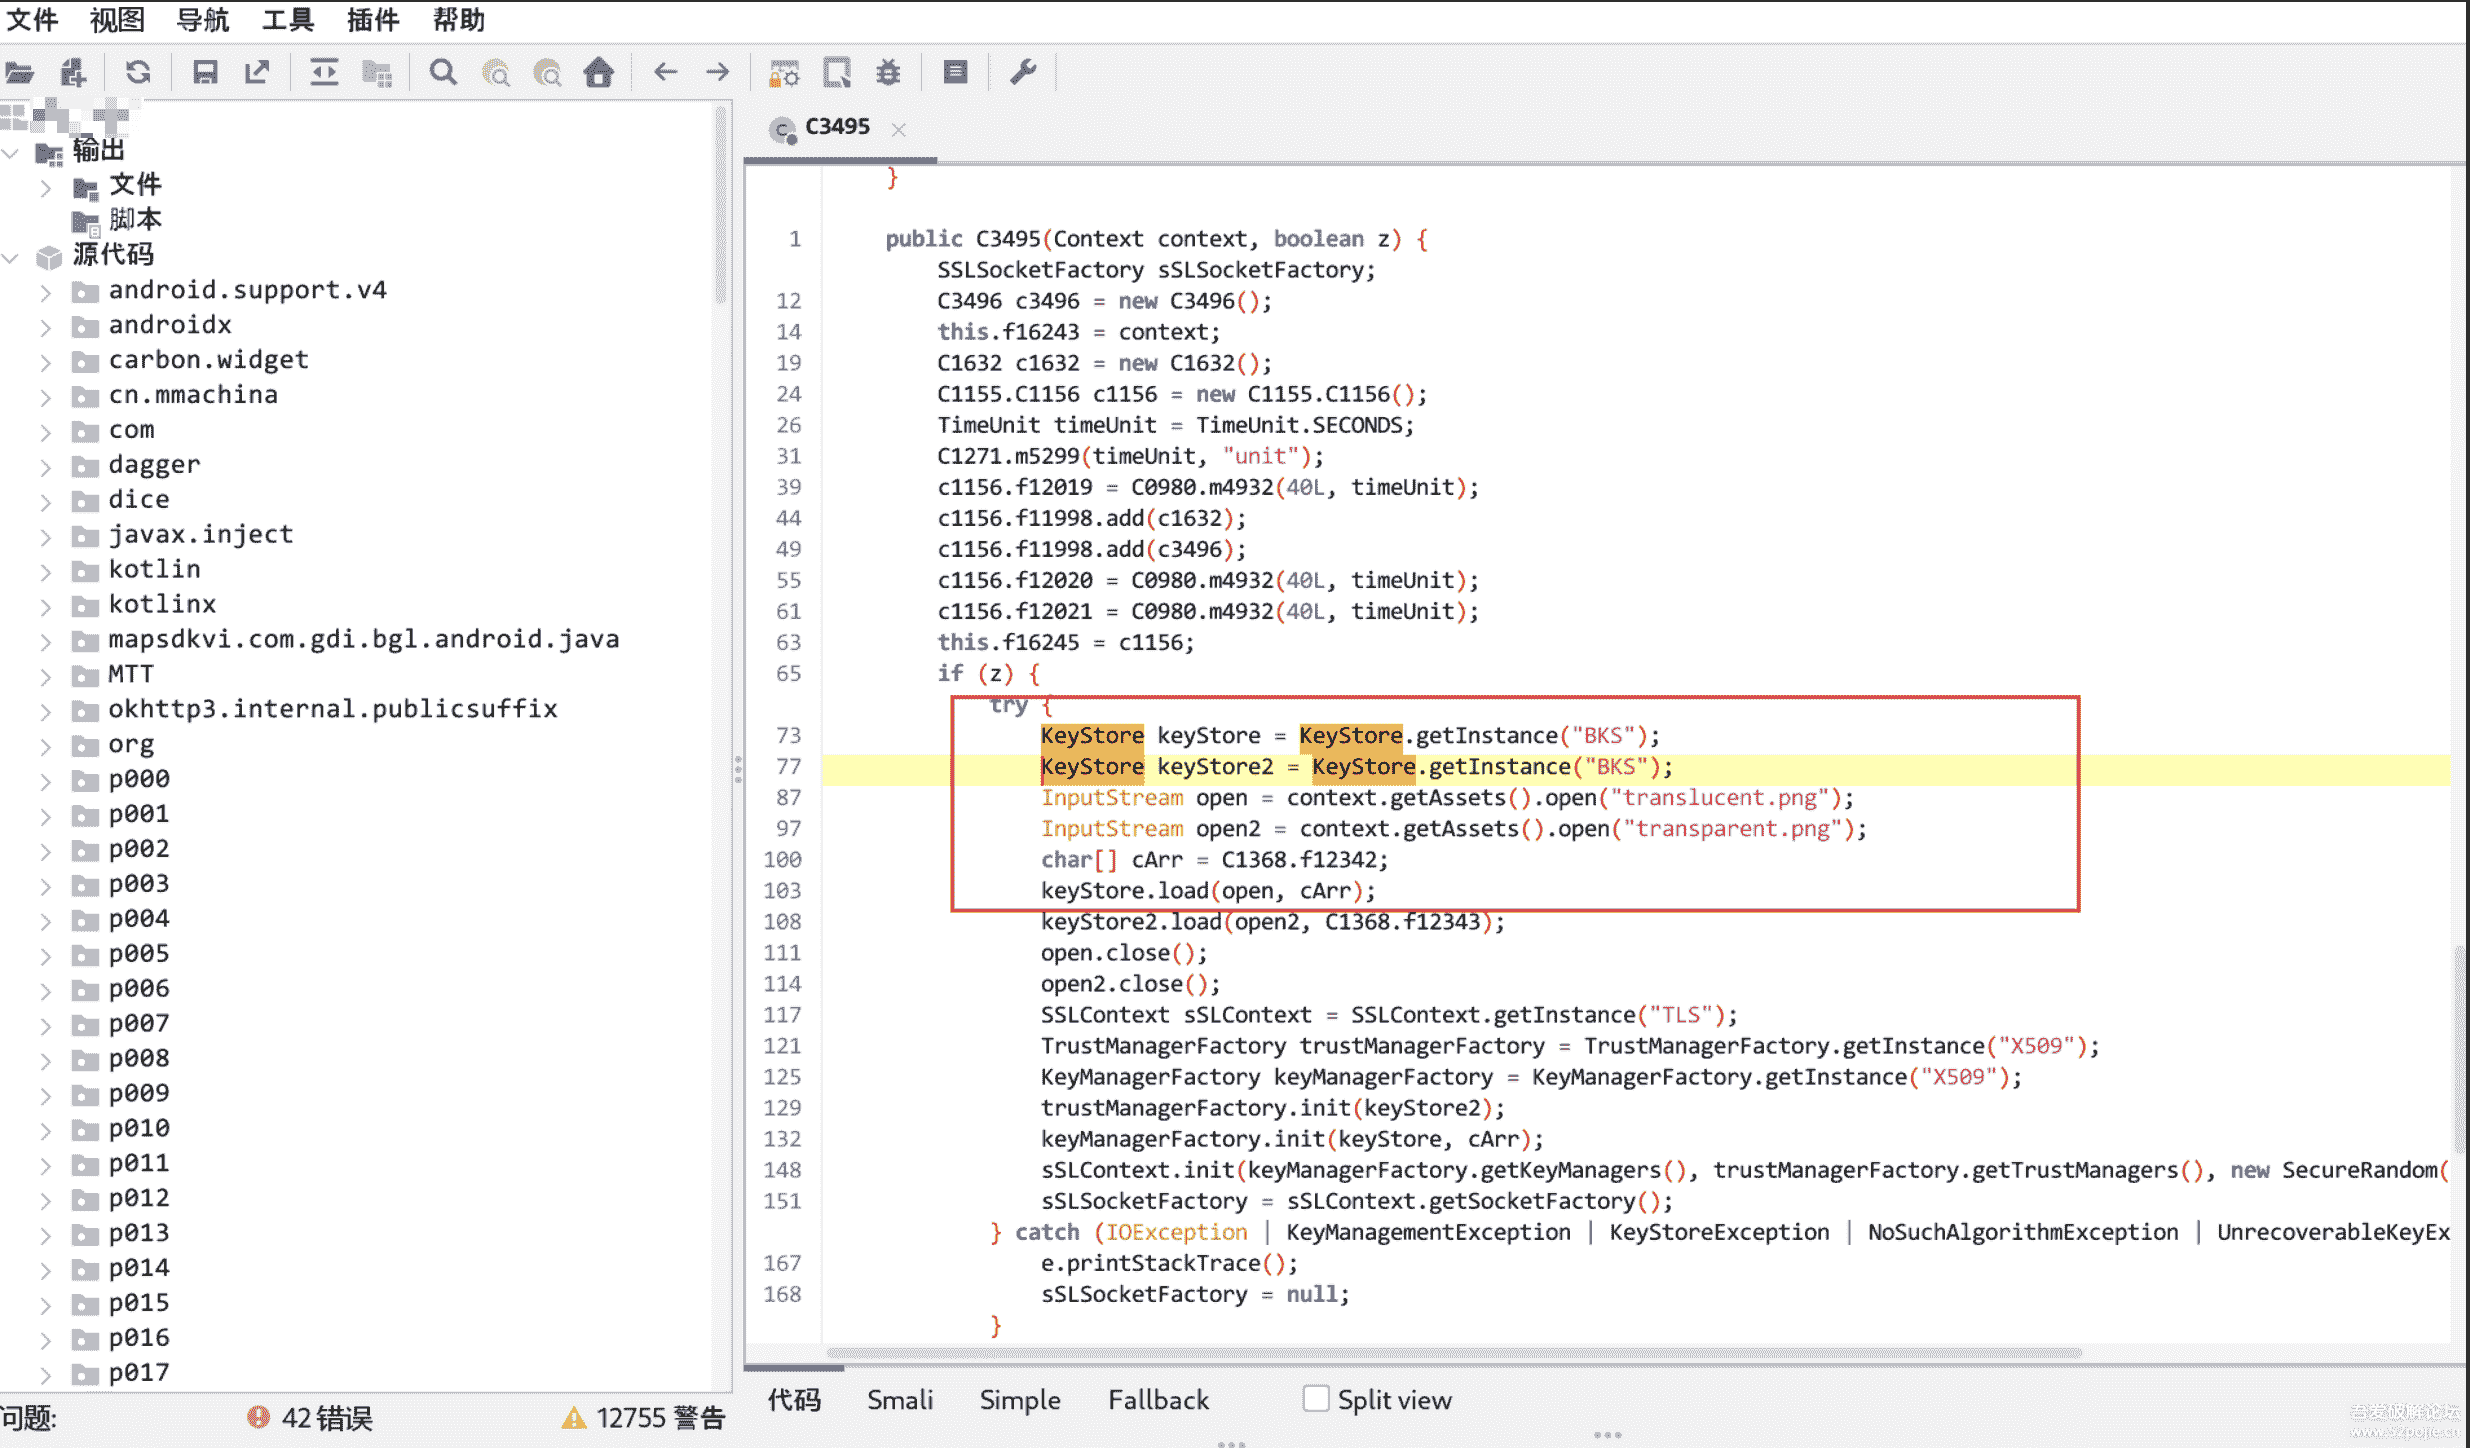 文件 视图 导航 工具 插件 帮助
输出
文件
脚本
源代码
android.support.v4
androidx
carbon.widget
cn.mmachina
com
dagger
dice
javax.inject
kotlin
kotlinx
mapsdkvi.com.gdi.bgl.android.java
MTT
okhttp3.internal.publicsuffix
org
p000
p001
p002
p003
p004
p005
p006
p007
p008
p009
p010
p011
p012
p013
p014
p015
p016
p017
问题: 42 错误 12755 警告
C3495
}
1 public C3495(Context context, boolean z) {
SSLSocketFactory sSLSocketFactory;
12 C3496 c3496 = new C3496();
14 this.f16243 = context;
19 C1632 c1632 = new C1632();
24 C1155.C1156 c1156 = new C1155.C1156();
26 TimeUnit timeUnit = TimeUnit.SECONDS;
31 C1271.m5299(timeUnit, "unit");
39 c1156.f12019 = C0980.m4932(40L, timeUnit);
44 c1156.f11998.add(c1632);
49 c1156.f11998.add(c3496);
55 c1156.f12020 = C0980.m4932(40L, timeUnit);
61 c1156.f12021 = C0980.m4932(40L, timeUnit);
63 this.f16245 = c1156;
65 if (z) {
try {
73 KeyStore keyStore = KeyStore.getInstance("BKS");
77 KeyStore keyStore2 = KeyStore.getInstance("BKS");
87 InputStream open = context.getAssets().open("translucent.png");
97 InputStream open2 = context.getAssets().open("transparent.png");
100 char[] cArr = C1368.f12342;
103 keyStore.load(open, cArr);
108 keyStore2.load(open2, C1368.f12343);
111 open.close();
114 open2.close();
117 SSLContext sSLContext = SSLContext.getInstance("TLS");
121 TrustManagerFactory trustManagerFactory = TrustManagerFactory.getInstance("X509");
125 KeyManagerFactory keyManagerFactory = KeyManagerFactory.getInstance("X509");
129 trustManagerFactory.init(keyStore2);
132 keyManagerFactory.init(keyStore, cArr);
148 sSLContext.init(keyManagerFactory.getKeyManagers(), trustManagerFactory.getTrustManagers(), new SecureRandom(
151 sSLSocketFactory = sSLContext.getSocketFactory();
} catch (IOException | KeyManagementException | KeyStoreException | NoSuchAlgorithmException | UnrecoverableKeyEx
167 e.printStackTrace();
168 sSLSocketFactory = null;
}
代码 Smali Simple Fallback Split view
吾爱破解论坛
www.52pojie.cn